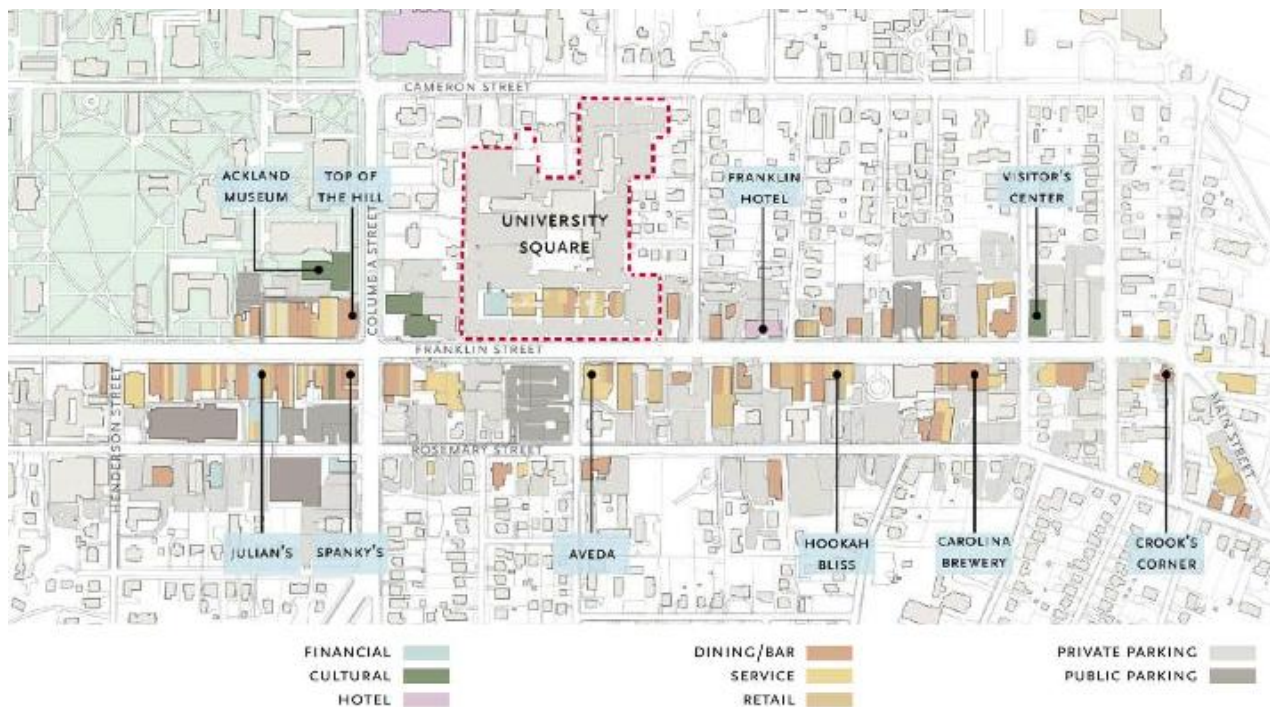 CAMERON STREET
ACKLAND
MUSEUM
TOP OF
THE HILL
COLUMBIA STREET
UNIVERSITY
SQUARE
FRANKLIN
HOTEL
VISITOR'S
CENTER
FRANKLIN STREET
HENDERSON STREET
ROSEMARY STREET
MAIN STREET
JULIAN'S
SPANKY'S
AVEDA
HOOKAH
BLISS
CAROLINA
BREWERY
CROOK'S
CORNER
FINANCIAL
CULTURAL
HOTEL
DINING/BAR
SERVICE
RETAIL
PRIVATE PARKING
PUBLIC PARKING